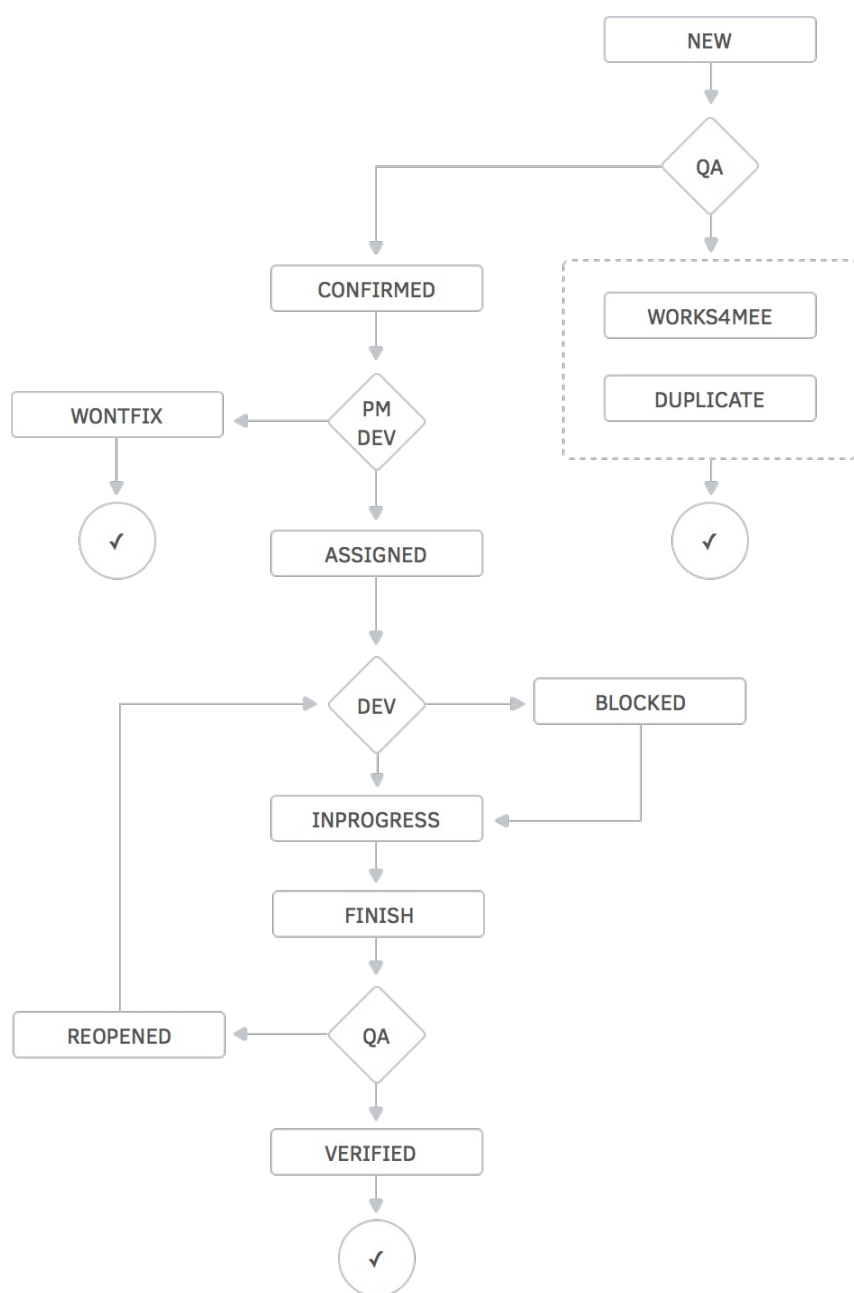 NEW
QA
CONFIRMED
WORKS4MEE
DUPLICATE
WONTFIX
PM
DEV
✓
ASSIGNED
✓
DEV
BLOCKED
INPROGRESS
FINISH
REOPENED
QA
VERIFIED
✓